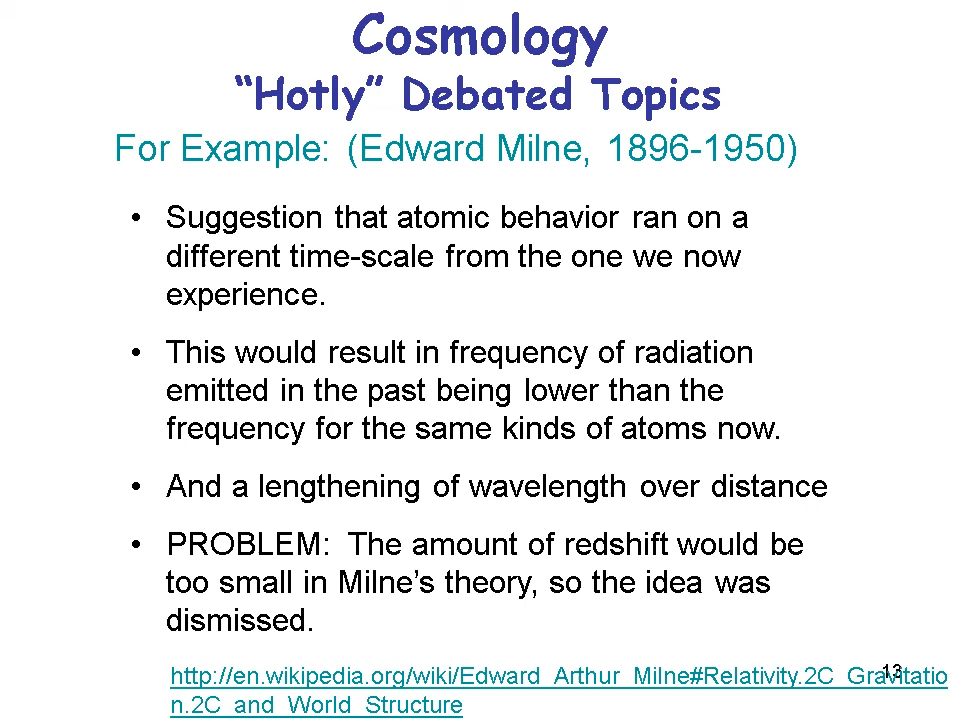 Cosmology
“Hotly” Debated Topics
For Example: (Edward Milne, 1896-1950)
• Suggestion that atomic behavior ran on a
different time-scale from the one we now
experience.
• This would result in frequency of radiation
emitted in the past being lower than the
frequency for the same kinds of atoms now.
• And a lengthening of wavelength over distance
• PROBLEM: The amount of redshift would be
too small in Milne’s theory, so the idea was
dismissed.
13
http://en.wikipedia.org/wiki/Edward_Arthur_Milne#Relativity.2C_Gravitatio
n.2C_and_World_Structure